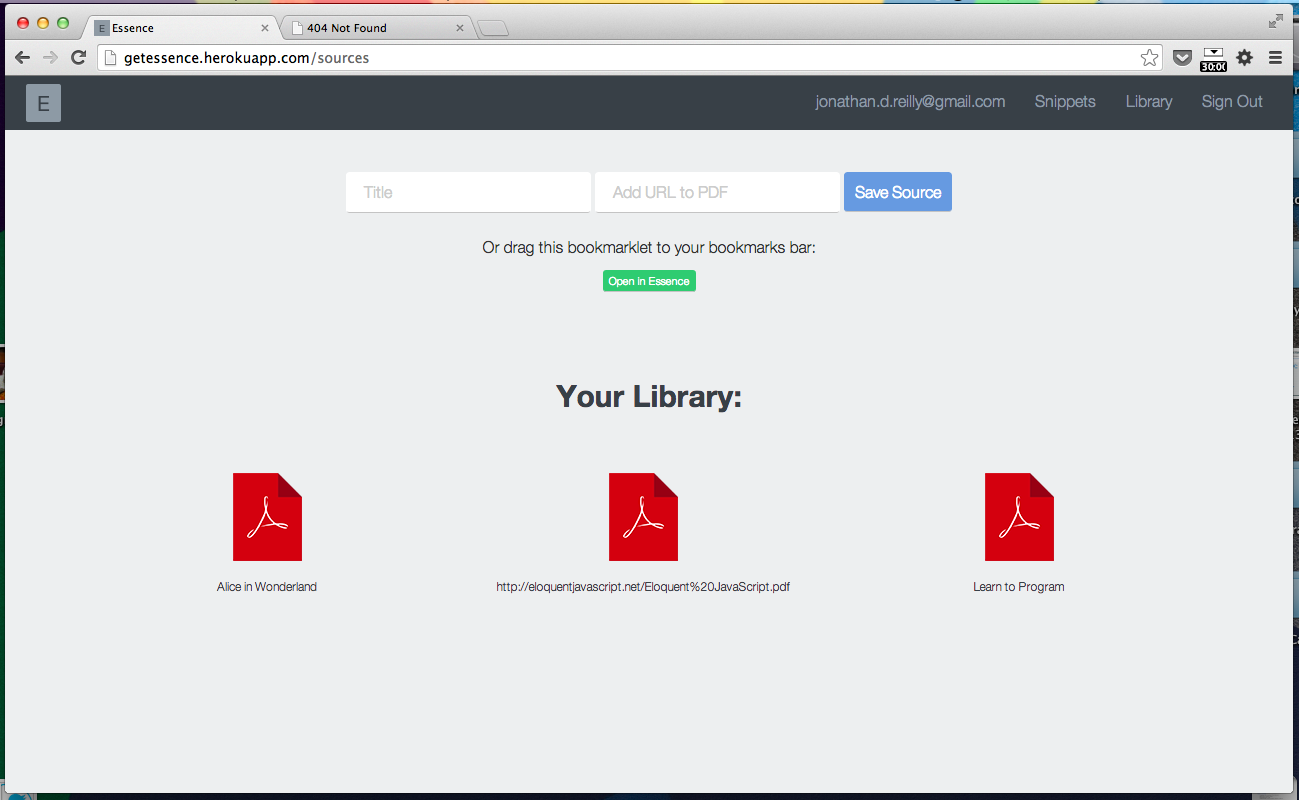 E Essence
404 Not Found
getessence.herokuapp.com/sources
30:00
E
jonathan.d.reilly@gmail.com Snippets Library Sign Out
Title Add URL to PDF Save Source
Or drag this bookmarklet to your bookmarks bar:
Open in Essence
Your Library:
Alice in Wonderland
http://eloquentjavascript.net/Eloquent%20JavaScript.pdf
Learn to Program